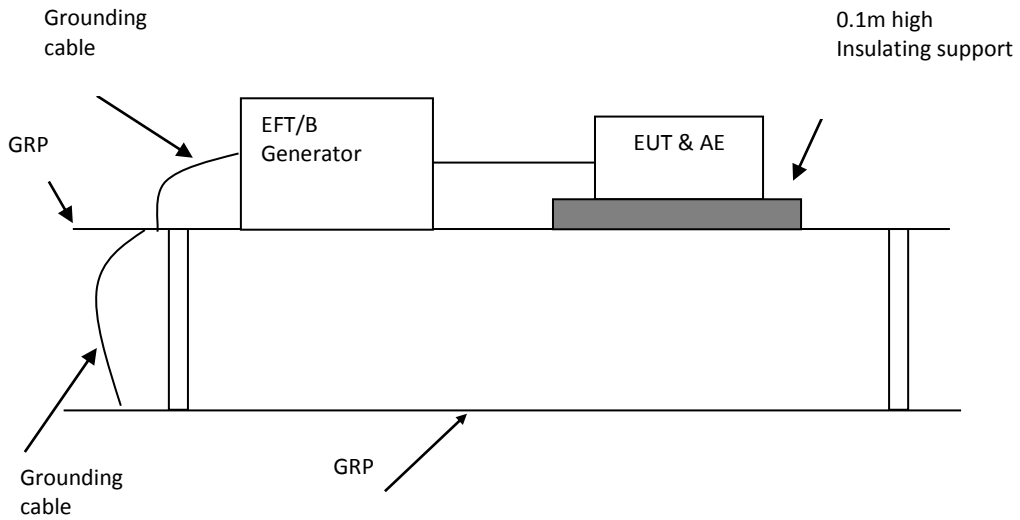 Grounding
cable
0.1m high
Insulating support
GRP
EFT/B
Generator
EUT & AE
GRP
Grounding
cable